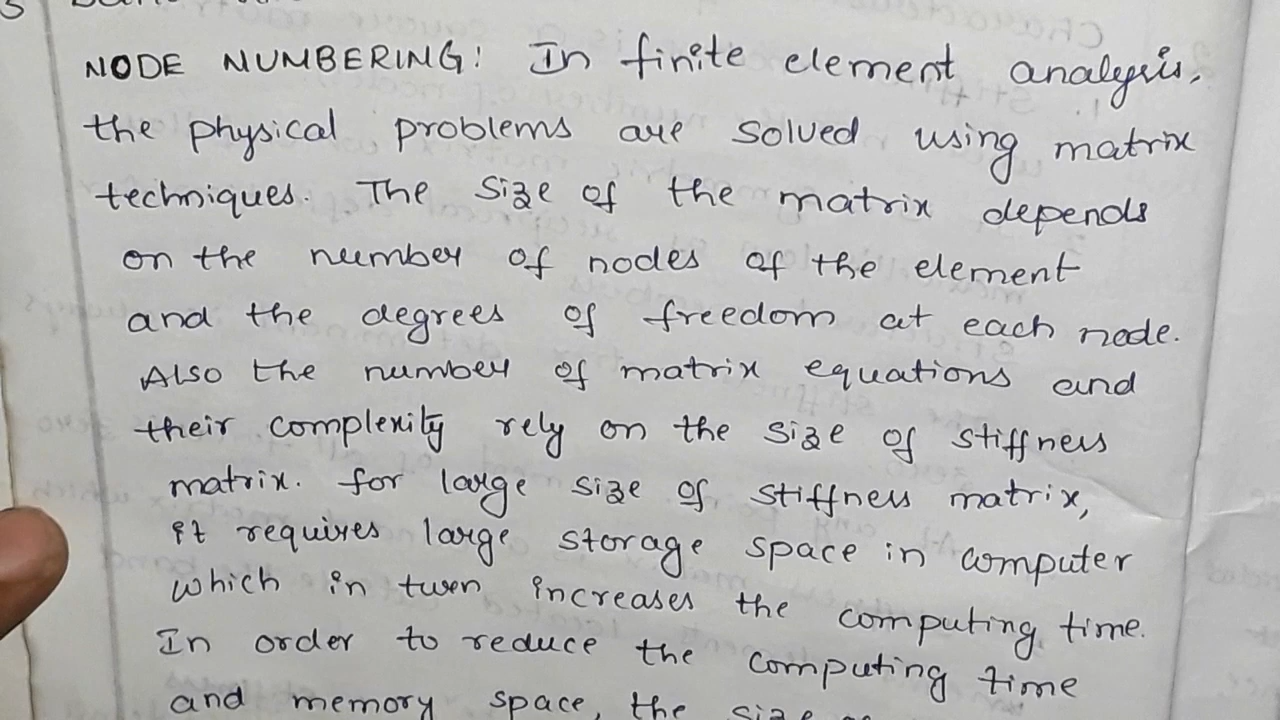 NODE NUMBERING: In finite element analysis,
the physical problems are solved using matrix
techniques. The size of the matrix depends
on the number of nodes of the element
and the degrees of freedom at each node.
Also the number of matrix equations and
their complexity rely on the size of stiffness
matrix. for large size of stiffness matrix,
it requires large storage space in computer
which in turn increases the computing time.
In order to reduce the computing time
and memory space, the size